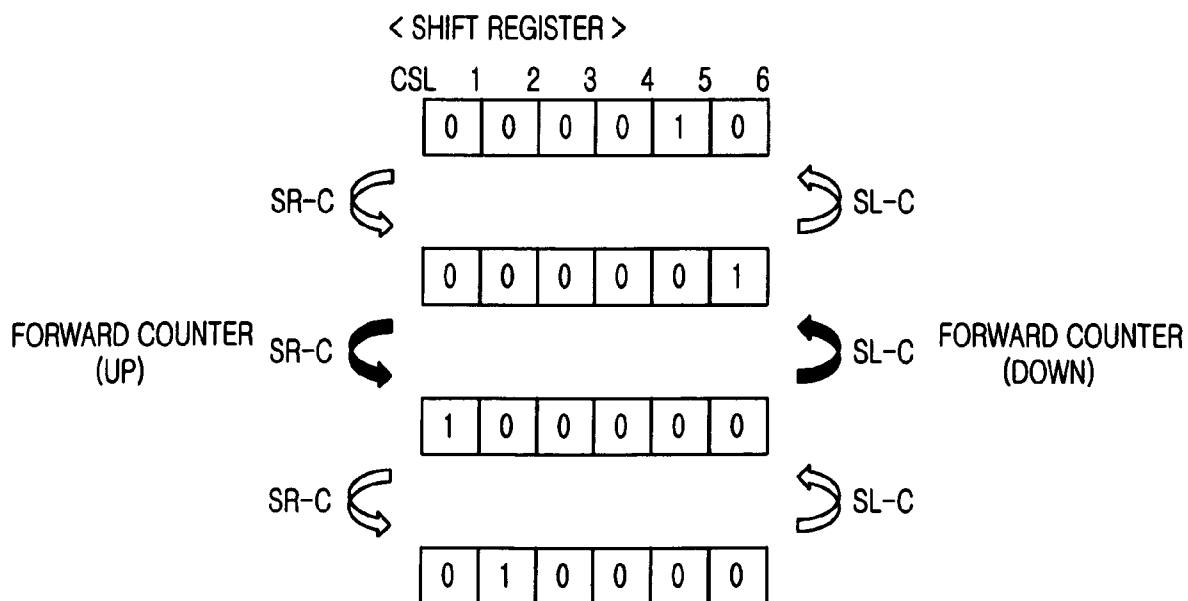 < SHIFT REGISTER >
CSL 1 2 3 4 5 6
0 0 0 0 1 0
SR-C SL-C
0 0 0 0 0 1
FORWARD COUNTER (UP) SR-C SL-C FORWARD COUNTER (DOWN)
1 0 0 0 0 0
SR-C SL-C
0 1 0 0 0 0